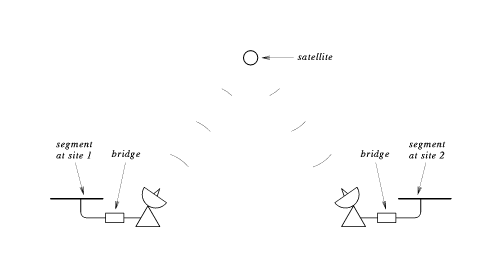 satellite
segment
at site 1
bridge
bridge
segment
at site 2